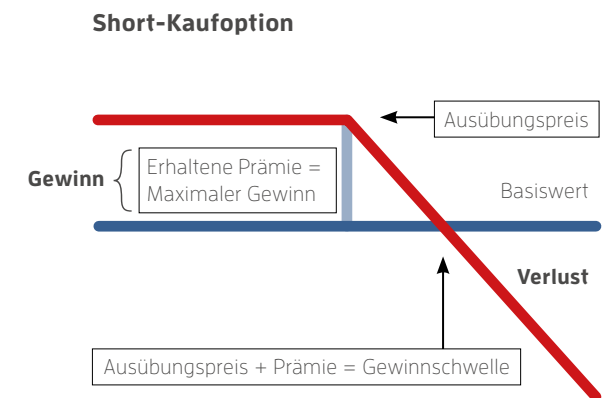 Short-Kaufoption
Ausübungspreis
Gewinn
Erhaltene Prämie =
Maximaler Gewinn
Basiswert
Verlust
Ausübungspreis + Prämie = Gewinnschwelle